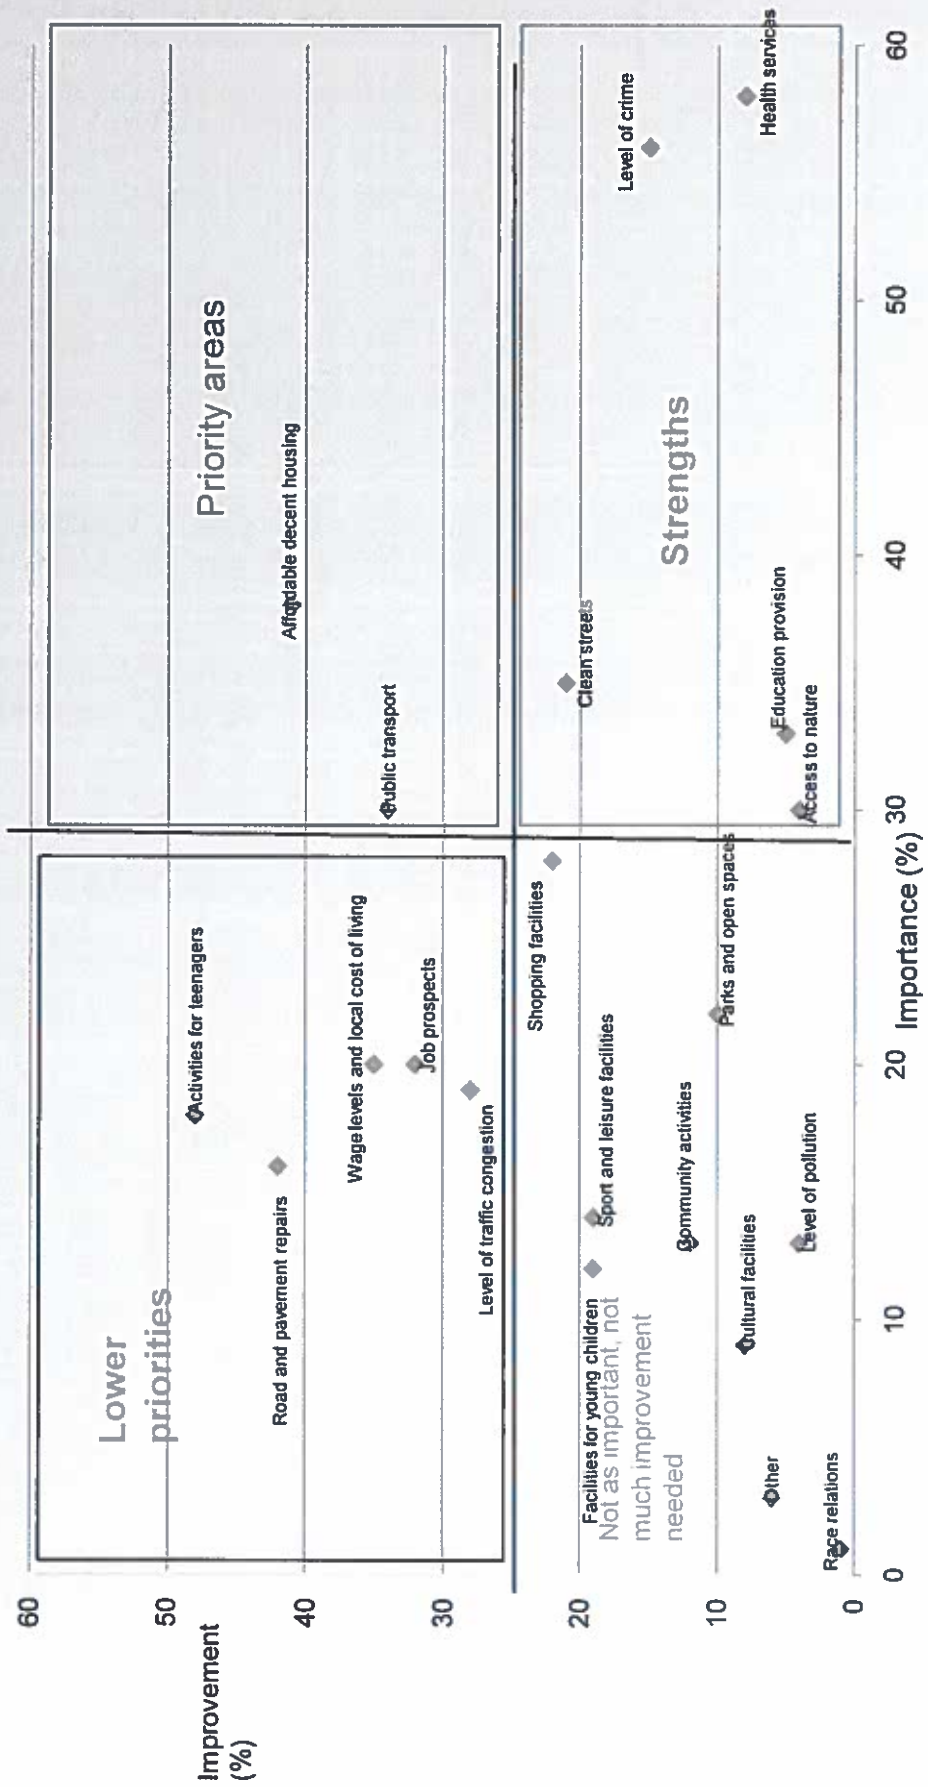 Improvement
(%)
60
50
40
30
20
10
0
Lower
priorities
Priority areas
Activities for teenagers
Road and pavement repairs
Affordable decent housing
Wage levels and local cost of living
Public transport
Job prospects
Level of traffic congestion
Shopping facilities
Clean streets
Facilities for young children
Sport and leisure facilities
Not as important, not
much improvement
needed
Level of crime
Strengths
Community activities
Parks and open spaces
Cultural facilities
Health services
Other
Level of pollution
Education provision
Access to nature
Race relations
0
10
20
30
40
50
60
Importance (%)